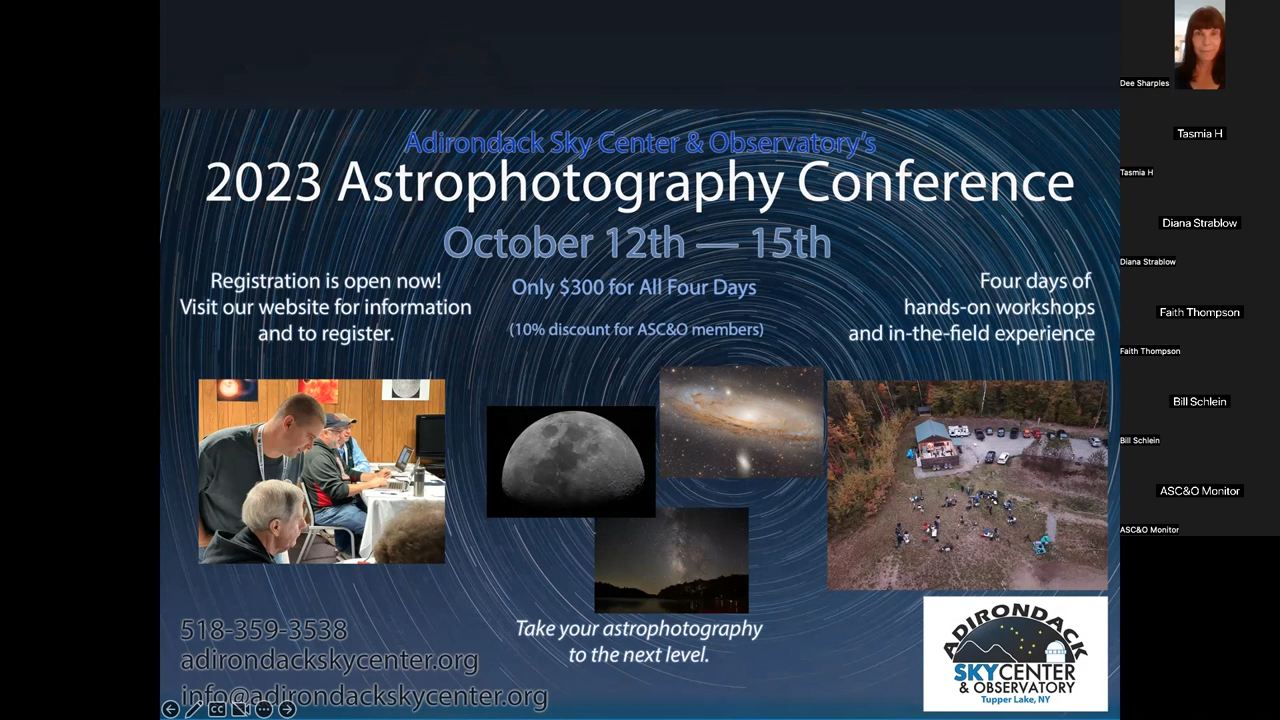 Adirondack Sky Center & Observatory's
2023 Astrophotography Conference
October 12th — 15th
Registration is open now!
Visit our website for information
and to register.
Only $300 for All Four Days
(10% discount for ASC&O members)
Four days of
hands-on workshops
and in-the-field experience
518-359-3538
adirondackskycenter.org
info@adirondackskycenter.org
Take your astrophotography
to the next level.
ADIRONDACK
SKYCENTER
& OBSERVATORY
Tupper Lake, NY
CC
Dee Sharples
Tasmia H
Tasmia H
Diana Strablow
Diana Strablow
Faith Thompson
Faith Thompson
Bill Schlein
Bill Schlein
ASC&O Monitor
ASC&O Monitor